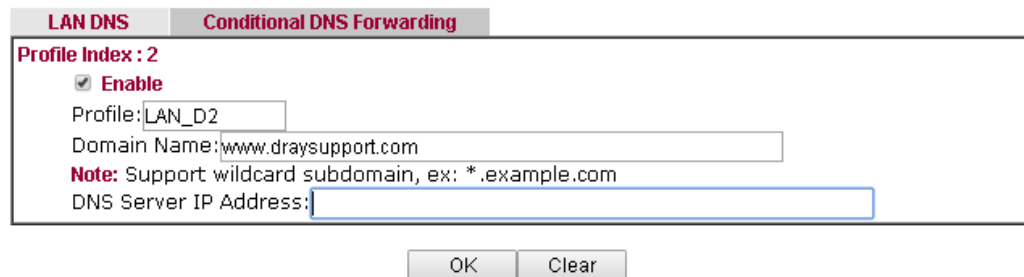 LAN DNS Conditional DNS Forwarding
Profile Index : 2
Enable
Profile: LAN_D2
Domain Name: www.draysupport.com
Note: Support wildcard subdomain, ex: *.example.com
DNS Server IP Address:
OK Clear